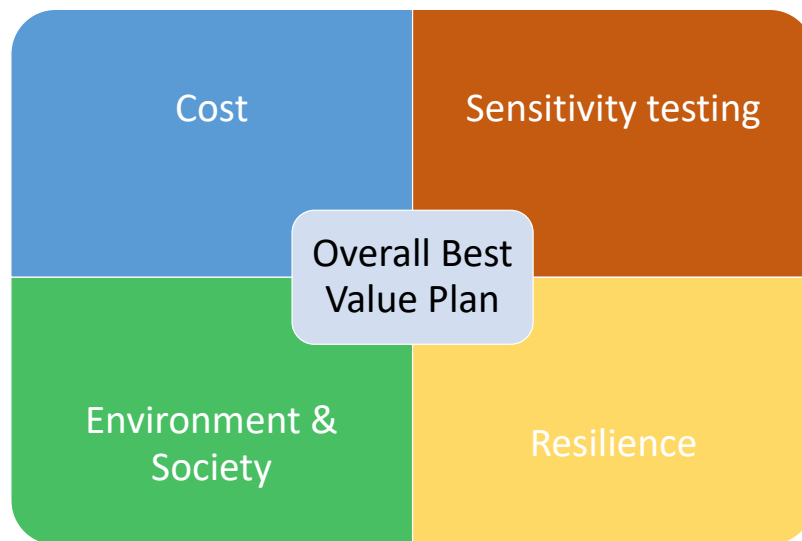 Cost
Sensitivity testing
Overall Best
Value Plan
Environment &
Society
Resilience